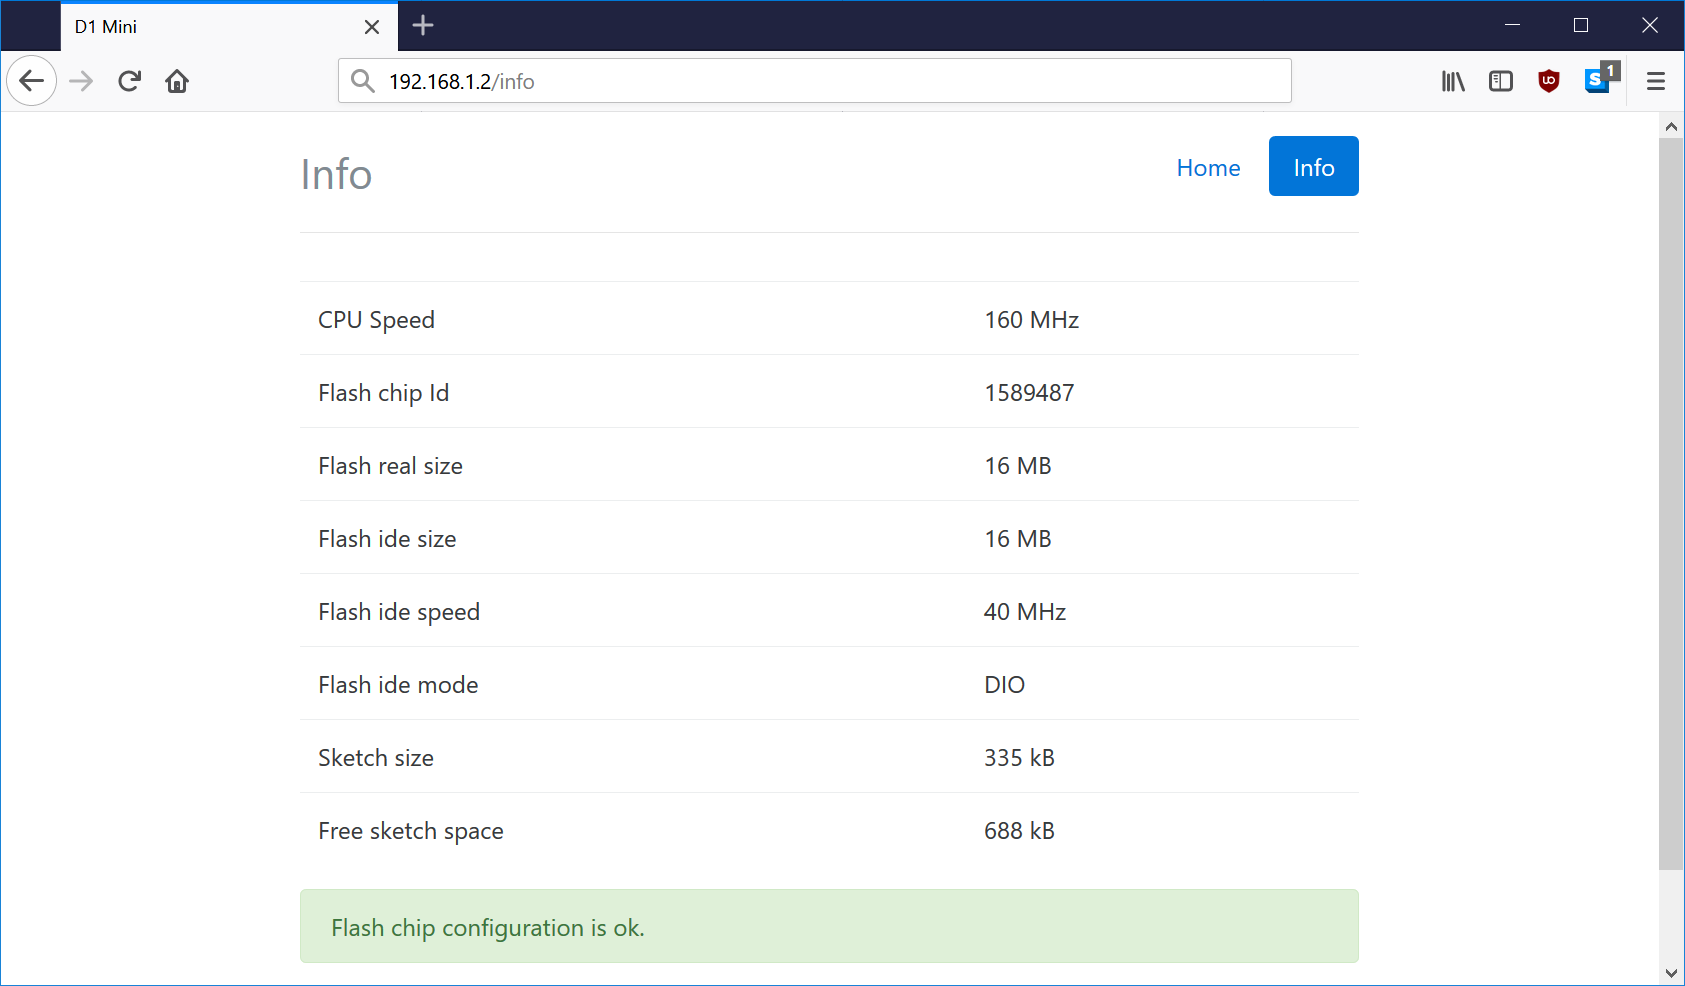 D1 Mini
192.168.1.2/info
1
Info
Home
Info
CPU Speed 160 MHz
Flash chip Id 1589487
Flash real size 16 MB
Flash ide size 16 MB
Flash ide speed 40 MHz
Flash ide mode DIO
Sketch size 335 kB
Free sketch space 688 kB
Flash chip configuration is ok.